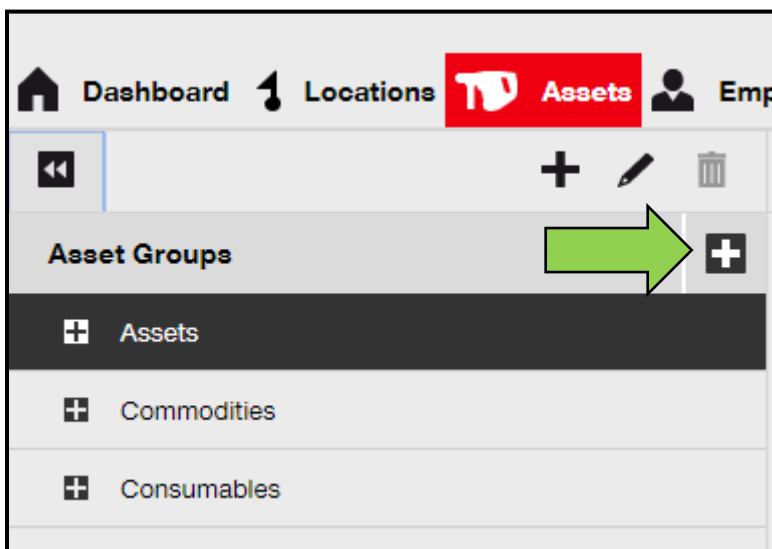 Dashboard Locations Assets Emp
Asset Groups
Assets
Commodities
Consumables